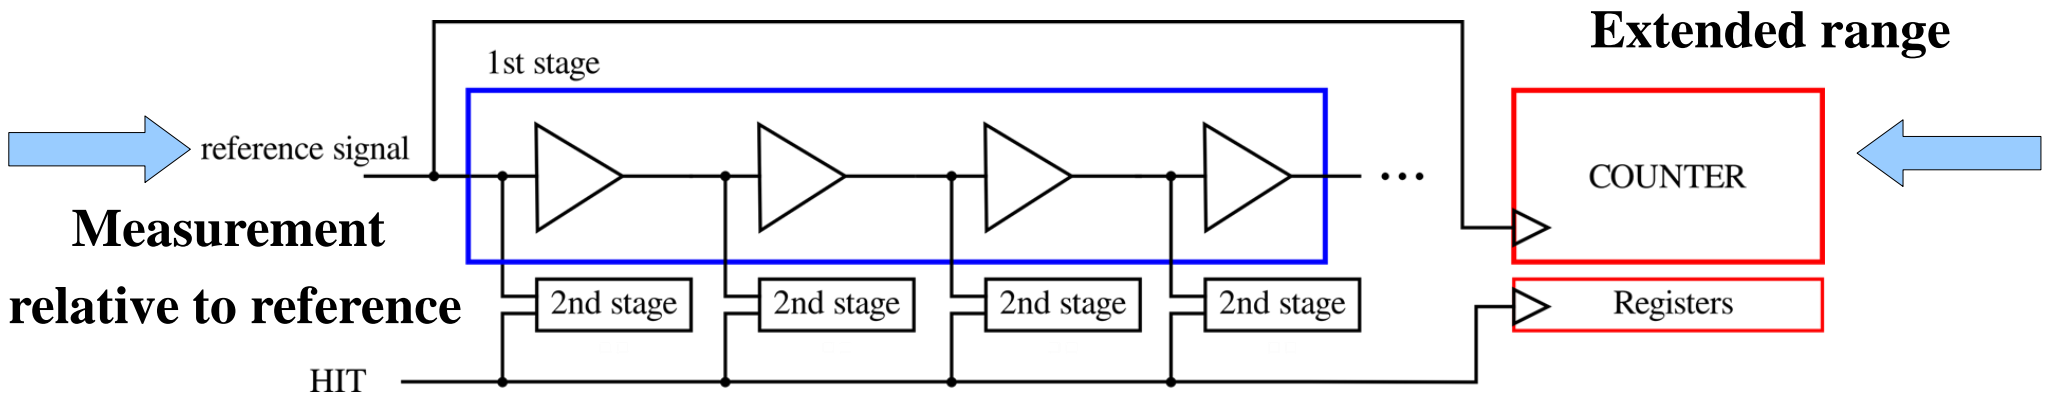 Extended range
1st stage
reference signal
COUNTER
Measurement
relative to reference
2nd stage 2nd stage 2nd stage 2nd stage
Registers
HIT
...